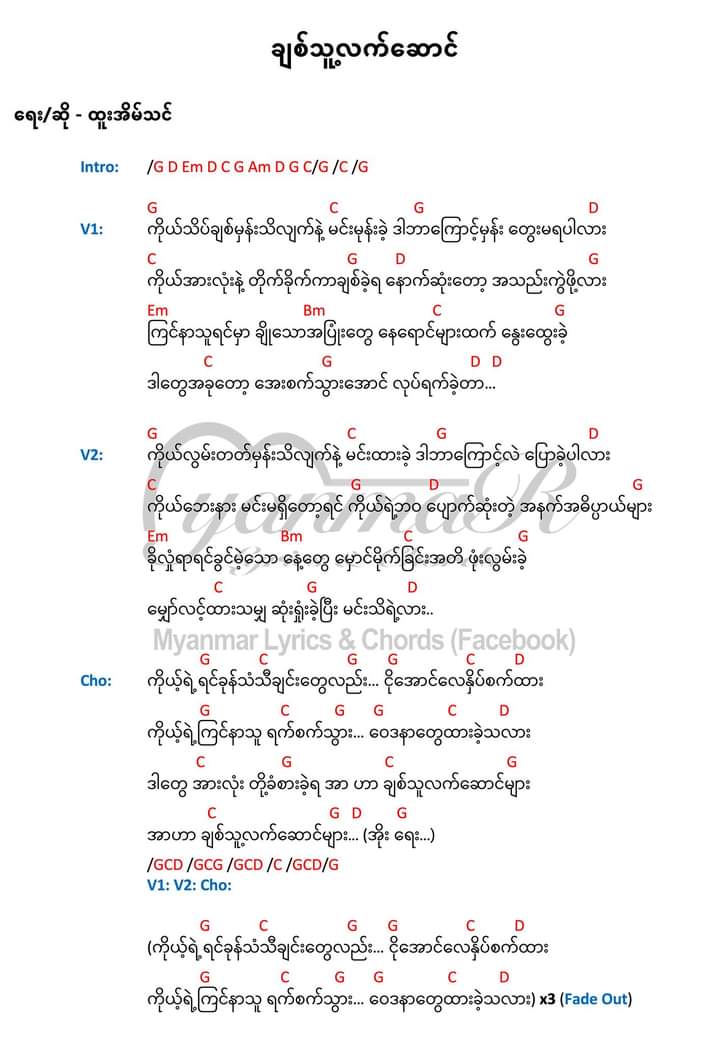 ချစ်သူ့လက်ဆောင်
ရေး/ဆို - ထူးအိမ်သင်
Intro: /G D Em D C G Am D G C/G /C /G
G C G D
V1: ကိုယ်သိပ်ချစ်မှန်းသိလျက်နဲ့ မင်းမုန်းခဲ့ ဒါဘာကြောင့်မှန်း တွေးမရပါလား
C G D G
ကိုယ်အားလုံးနဲ့ တိုက်ခိုက်ကာချစ်ခဲ့ရ နောက်ဆုံးတော့ အသည်းကွဲဖို့လား
Em Bm C G
ကြင်နာသူရင်မှာ ချိုသောအပြုံးတွေ နေရောင်များထက် နွေးထွေးခဲ့
C G D D
ဒါတွေအခုတော့ အေးစက်သွားအောင် လုပ်ရက်ခဲ့တာ...
G C G D
V2: ကိုယ်လွမ်းတတ်မှန်းသိလျက်နဲ့ မင်းထားခဲ့ ဒါဘာကြောင့်လဲ ပြောခဲ့ပါလား
C G D G
ကိုယ်ဘေးနား မင်းမရှိတော့ရင် ကိုယ်ရဲ့ဘဝ ပျောက်ဆုံးတဲ့ အနက်အဓိပ္ပာယ်များ
Em Bm C G
ခိုလှုံရာရင်ခွင်မဲ့သော နေ့တွေ မှောင်မိုက်ခြင်းအတိ ဖုံးလွှမ်းခဲ့
C G D
မျှော်လင့်ထားသမျှ ဆုံးရှုံးခဲ့ပြီး မင်းသိရဲ့လား..
Myanmar Lyrics & Chords (Facebook)
G C G G C D
Cho: ကိုယ့်ရဲ့ ရင်ခုန်သံသီချင်းတွေလည်း... ငိုအောင်လေနှိပ်စက်ထား
G C G G C D
ကိုယ့်ရဲ့ကြင်နာသူ ရက်စက်သွား... ဝေဒနာတွေထားခဲ့သလား
C G C G
ဒါတွေ အားလုံး တို့ခံစားခဲ့ရ အာ ဟာ ချစ်သူလက်ဆောင်များ
C G D G
အာဟာ ချစ်သူ့လက်ဆောင်များ... (အိုး ရေး...)
/GCD /GCG /GCD /C /GCD/G
V1: V2: Cho:
G C G G C D
(ကိုယ့်ရဲ့ ရင်ခုန်သံသီချင်းတွေလည်း... ငိုအောင်လေနှိပ်စက်ထား
G C G G C D
ကိုယ့်ရဲ့ကြင်နာသူ ရက်စက်သွား... ဝေဒနာတွေထားခဲ့သလား) x3 (Fade Out)